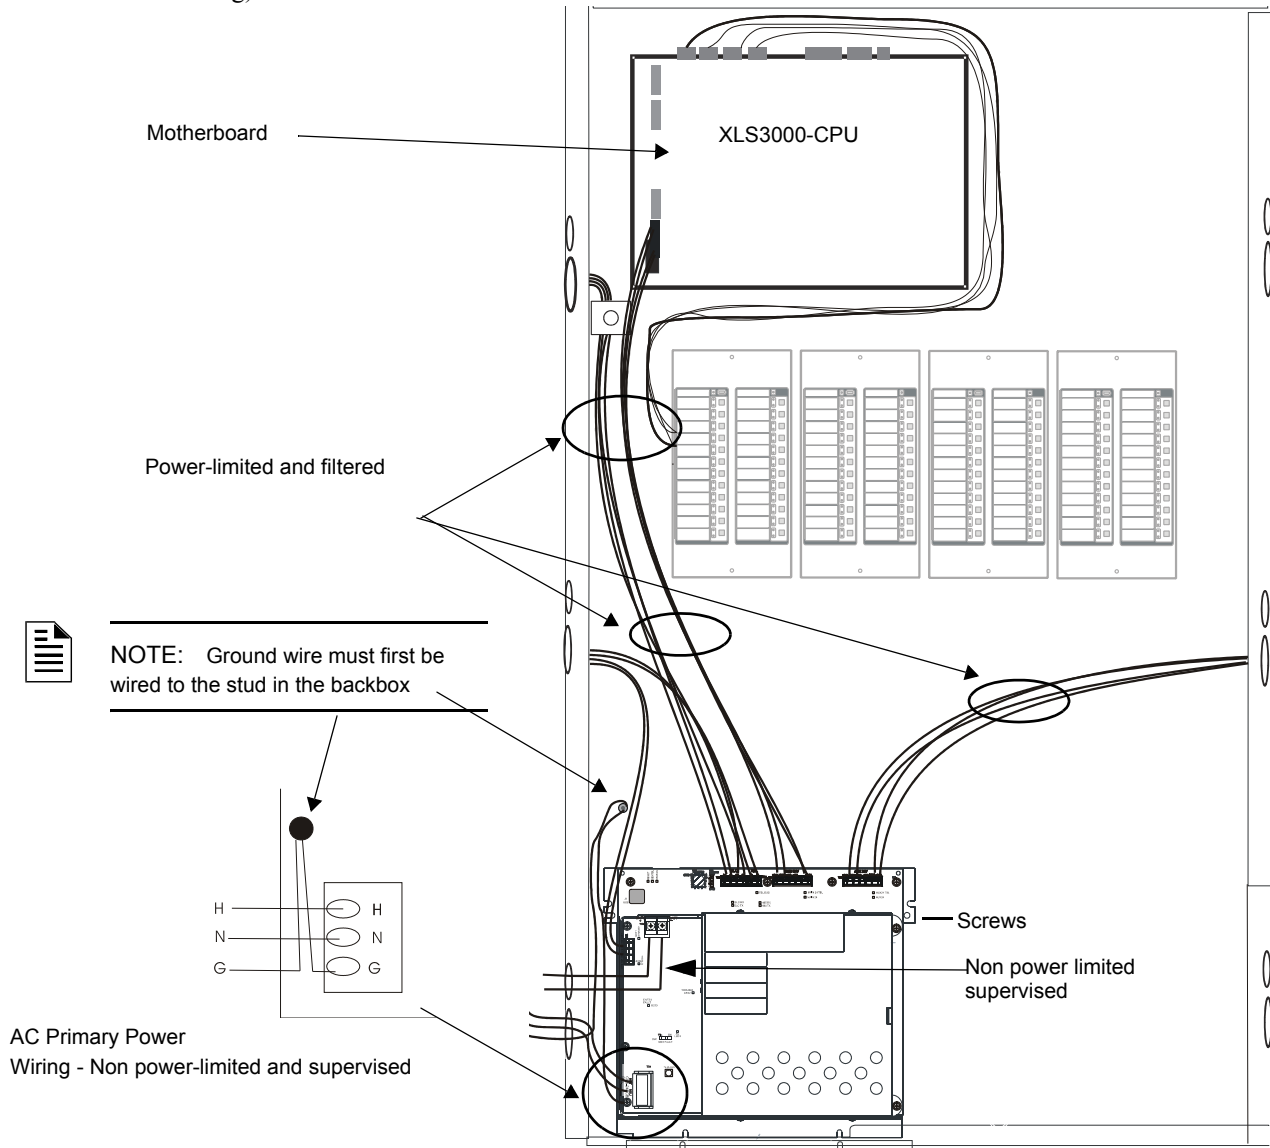 Motherboard
XLS3000-CPU
Power-limited and filtered
NOTE: Ground wire must first be
wired to the stud in the backbox
H H
N N
G G
Screws
Non power limited
supervised
AC Primary Power
Wiring - Non power-limited and supervised